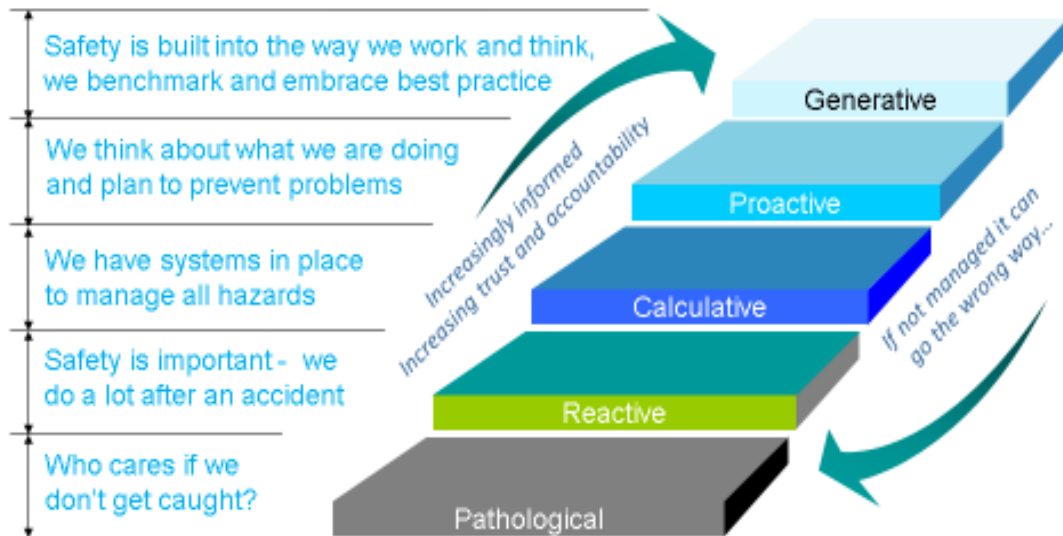 Safety is built into the way we work and think,
we benchmark and embrace best practice
Generative
We think about what we are doing
and plan to prevent problems
Proactive
We have systems in place
to manage all hazards
Calculative
Safety is important - we
do a lot after an accident
Reactive
Who cares if we
don't get caught?
Pathological
Increasingly informed
Increasing trust and accountability
If not managed it can
go the wrong way...